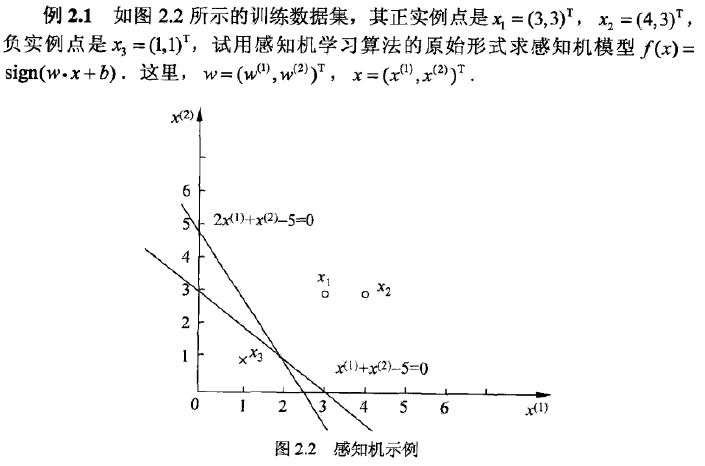 例 2.1 如图 2.2 所示的训练数据集，其正实例点是 x₁ = (3,3)ᵀ，x₂ = (4,3)ᵀ，
负实例点是 x₃ = (1,1)ᵀ，试用感知机学习算法的原始形式求感知机模型 f(x) =
sign(w·x+b)．这里，w = (w⁽¹⁾, w⁽²⁾)ᵀ，x = (x⁽¹⁾, x⁽²⁾)ᵀ．
x⁽²⁾
6
5
2x⁽¹⁾+x⁽²⁾−5=0
4
x₁
3
x₂
2
1
x₃
x⁽¹⁾+x⁽²⁾−5=0
0 1 2 3 4 5 6 x⁽¹⁾
图 2.2 感知机示例